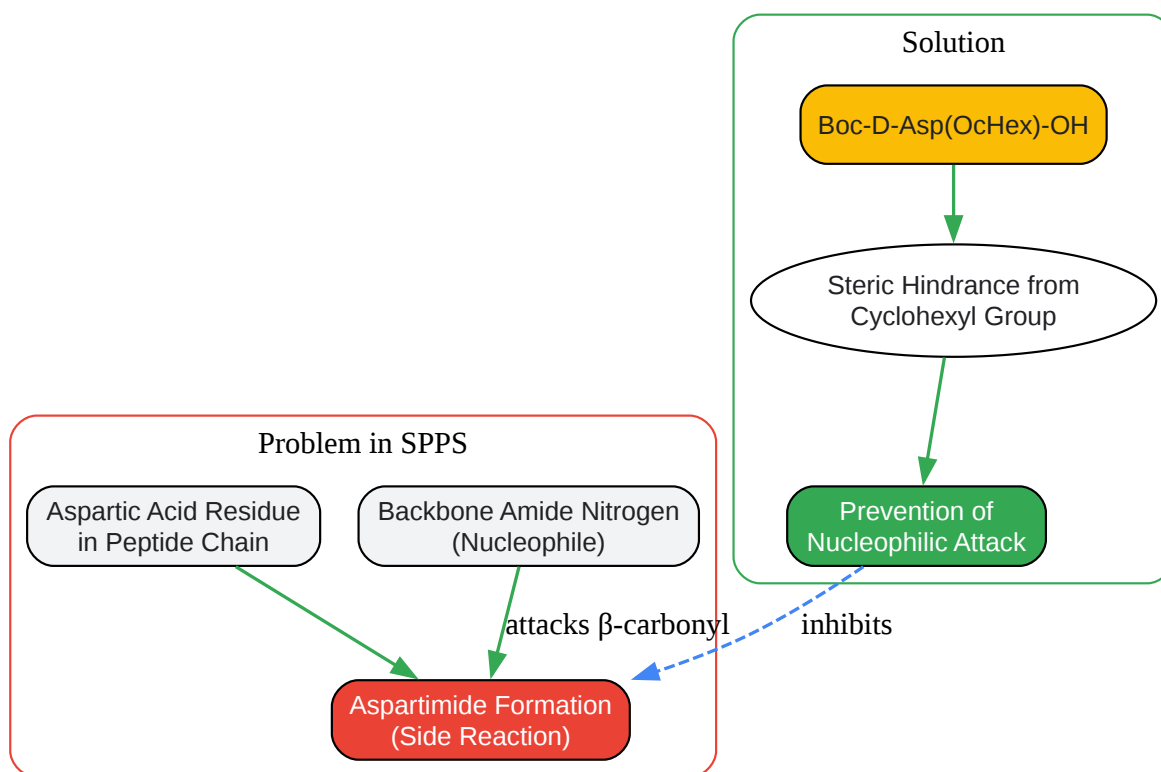 Solution
Boc-D-Asp(OcHex)-OH
Steric Hindrance from
Cyclohexyl Group
Prevention of
Nucleophilic Attack
Problem in SPPS
Aspartic Acid Residue
in Peptide Chain
Backbone Amide Nitrogen
(Nucleophile)
attacks β-carbonyl
inhibits
Aspartimide Formation
(Side Reaction)